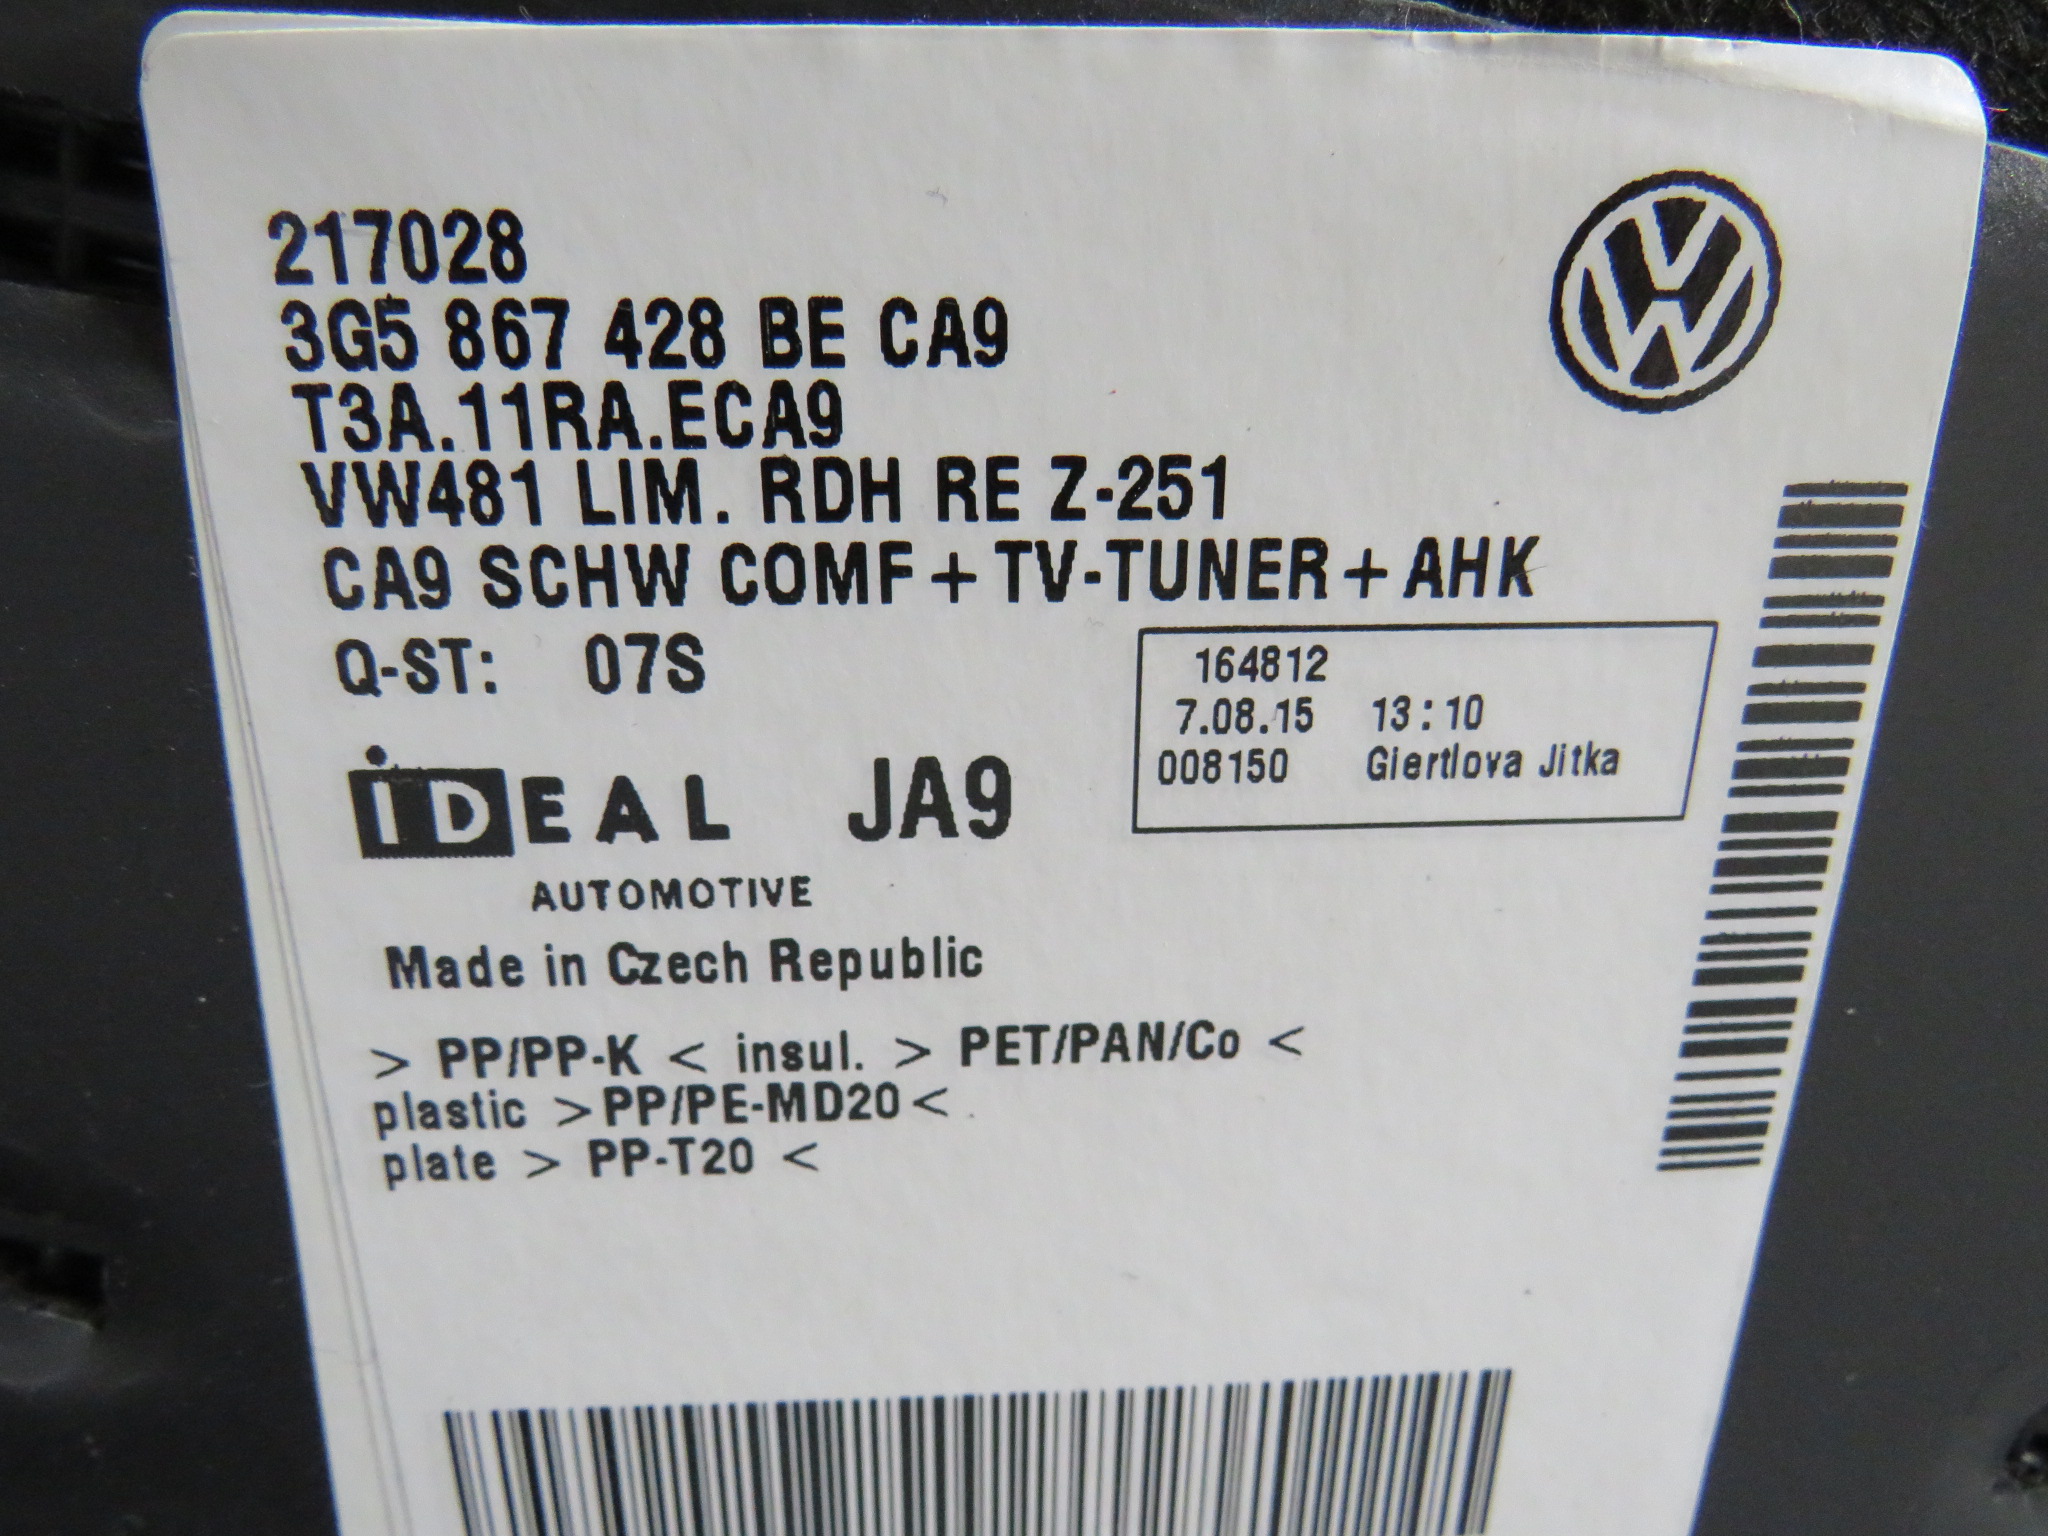 217028
3G5 867 428 BE CA9
T3A.11RA.ECA9
VW481 LIM. RDH RE Z-251
CA9 SCHW COMF + TV-TUNER + AHK
Q-ST: 07S
164812
7.08.15 13:10
008150 Giertlova Jitka
iDEAL JA9
AUTOMOTIVE
Made in Czech Republic
> PP/PP-K < insul. > PET/PAN/Co <
plastic >PP/PE-MD20<
plate > PP-T20 <